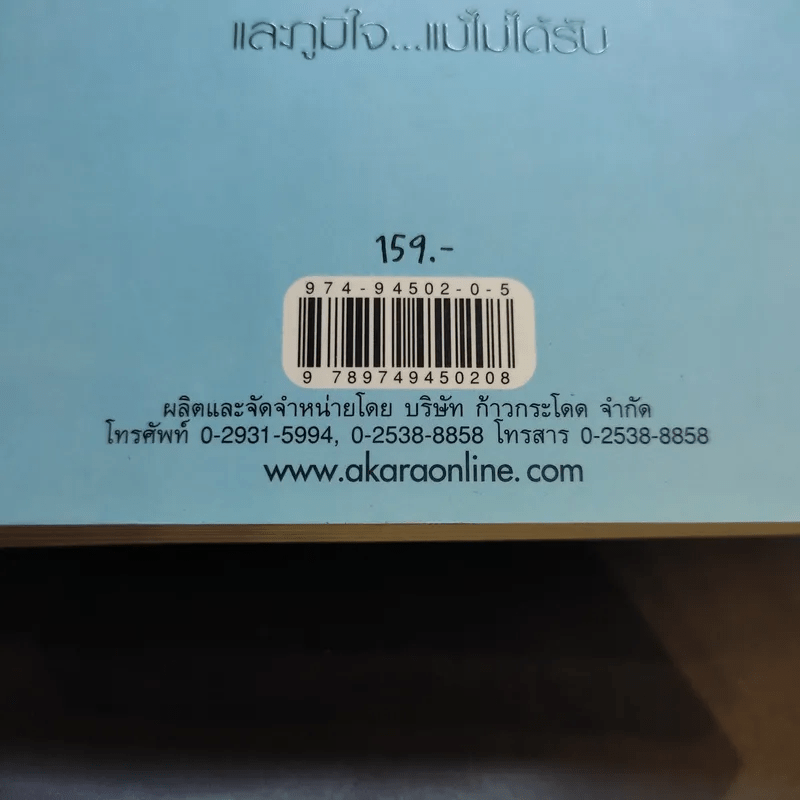 และภูมิใจ...แม้ไม่ได้รับ
159.-
974-94502-0-5
9 789749450208
ผลิตและจัดจำหน่ายโดย บริษัท ก้าวกระโดด จำกัด
โทรศัพท์ 0-2931-5994, 0-2538-8858 โทรสาร 0-2538-8858
www.akaraonline.com